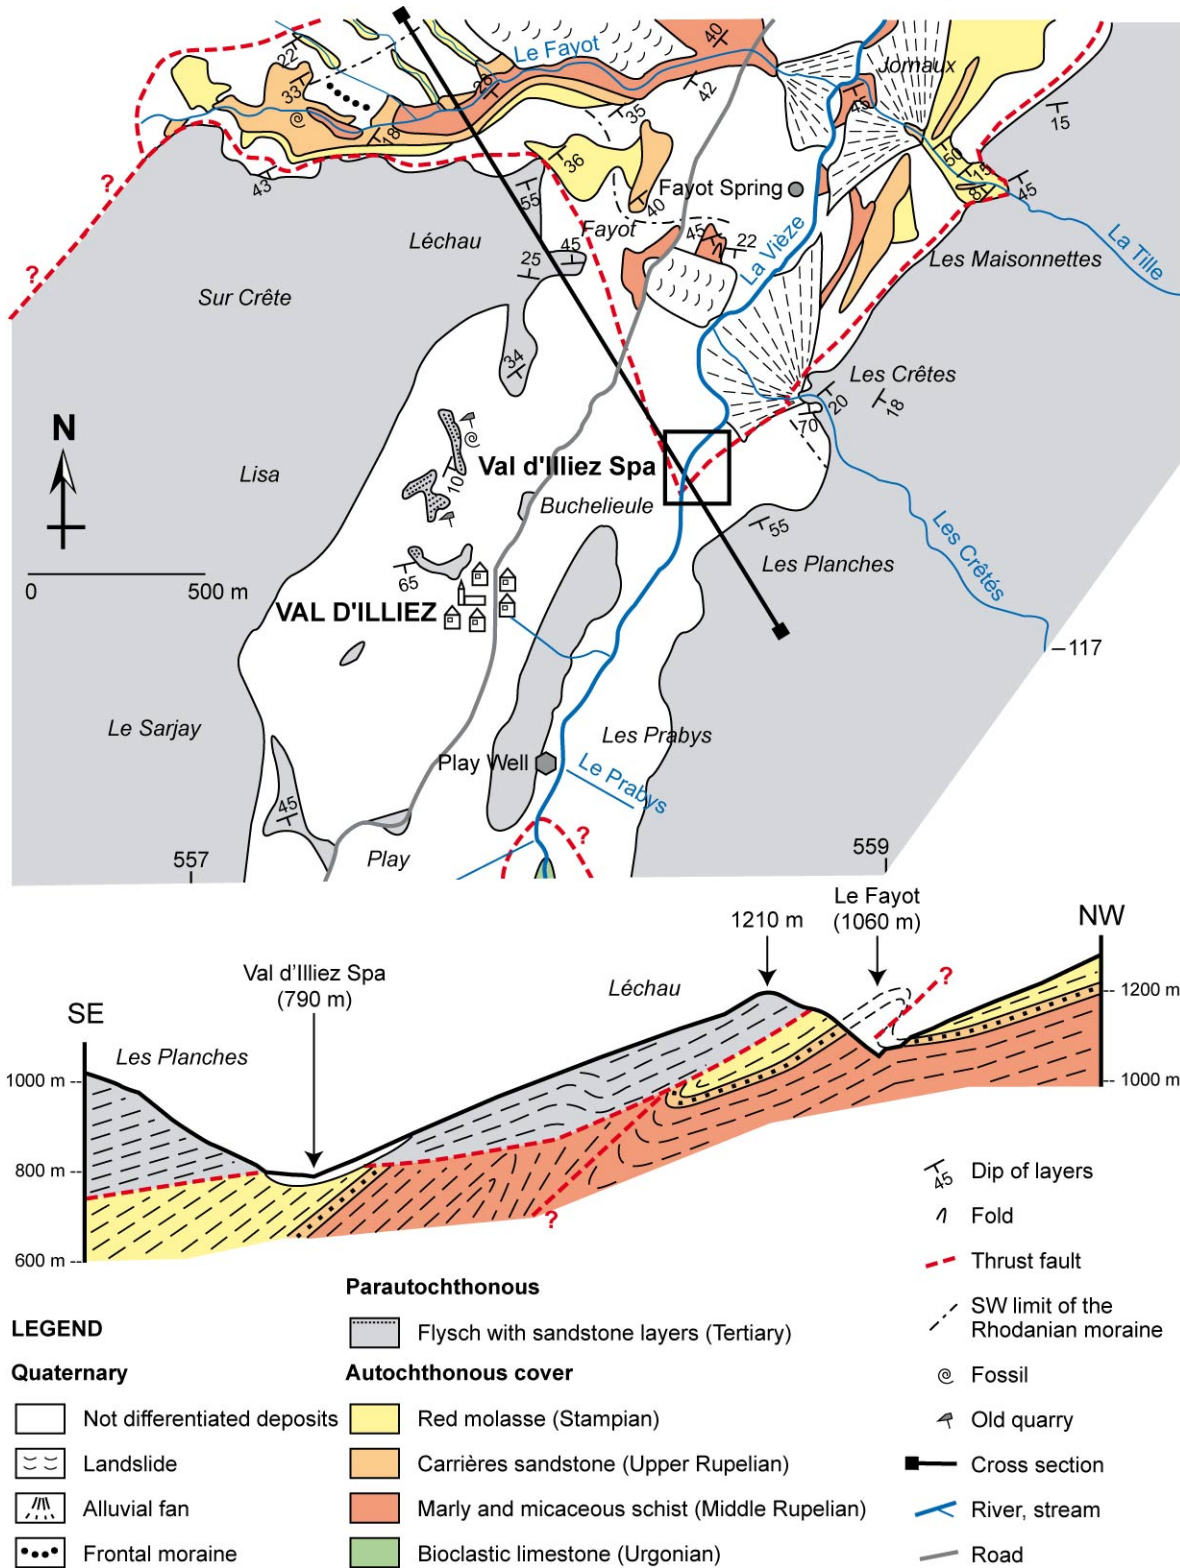 22
33
18
28
Le Fayot
40
42
35
36
40
Jornaux
45
15
50
15
8
45
43
55
Léchau
25
45
Fayot
Fayot Spring
45
22
La Vièze
La Tille
Les Maisonnettes
?
?
Sur Crête
34
Les Crêtes
20
18
70
N
Lisa
10
Val d'Illiez Spa
Buchelieule
55
Les Planches
Les Crêtés
0 500 m
65
VAL D'ILLIEZ
117
Le Sarjay
Les Prabys
Play Well
Le Prabys
45
?
Play
557
559
Le Fayot
(1060 m)
1210 m
NW
Val d'Illiez Spa
(790 m)
Léchau
?
SE
Les Planches
1200 m
1000 m
1000 m
800 m
600 m
?
LEGEND
Quaternary
Not differentiated deposits
Landslide
Alluvial fan
Frontal moraine
Parautochthonous
Flysch with sandstone layers (Tertiary)
Autochthonous cover
Red molasse (Stampian)
Carrières sandstone (Upper Rupelian)
Marly and micaceous schist (Middle Rupelian)
Bioclastic limestone (Urgonian)
45
Dip of layers
Fold
Thrust fault
SW limit of the
Rhodanian moraine
Fossil
Old quarry
Cross section
River, stream
Road